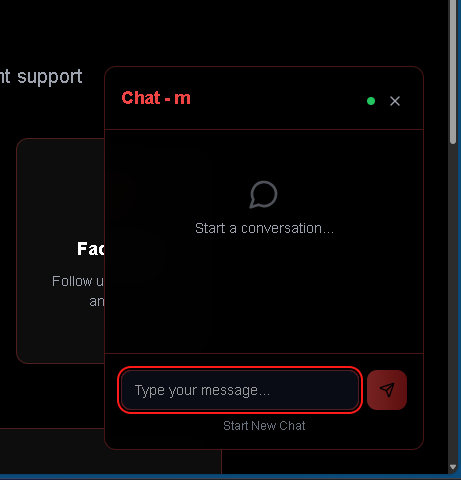 nt support
Chat - m
Start a conversation...
Fac
Follow u
an
Type your message...
Start New Chat